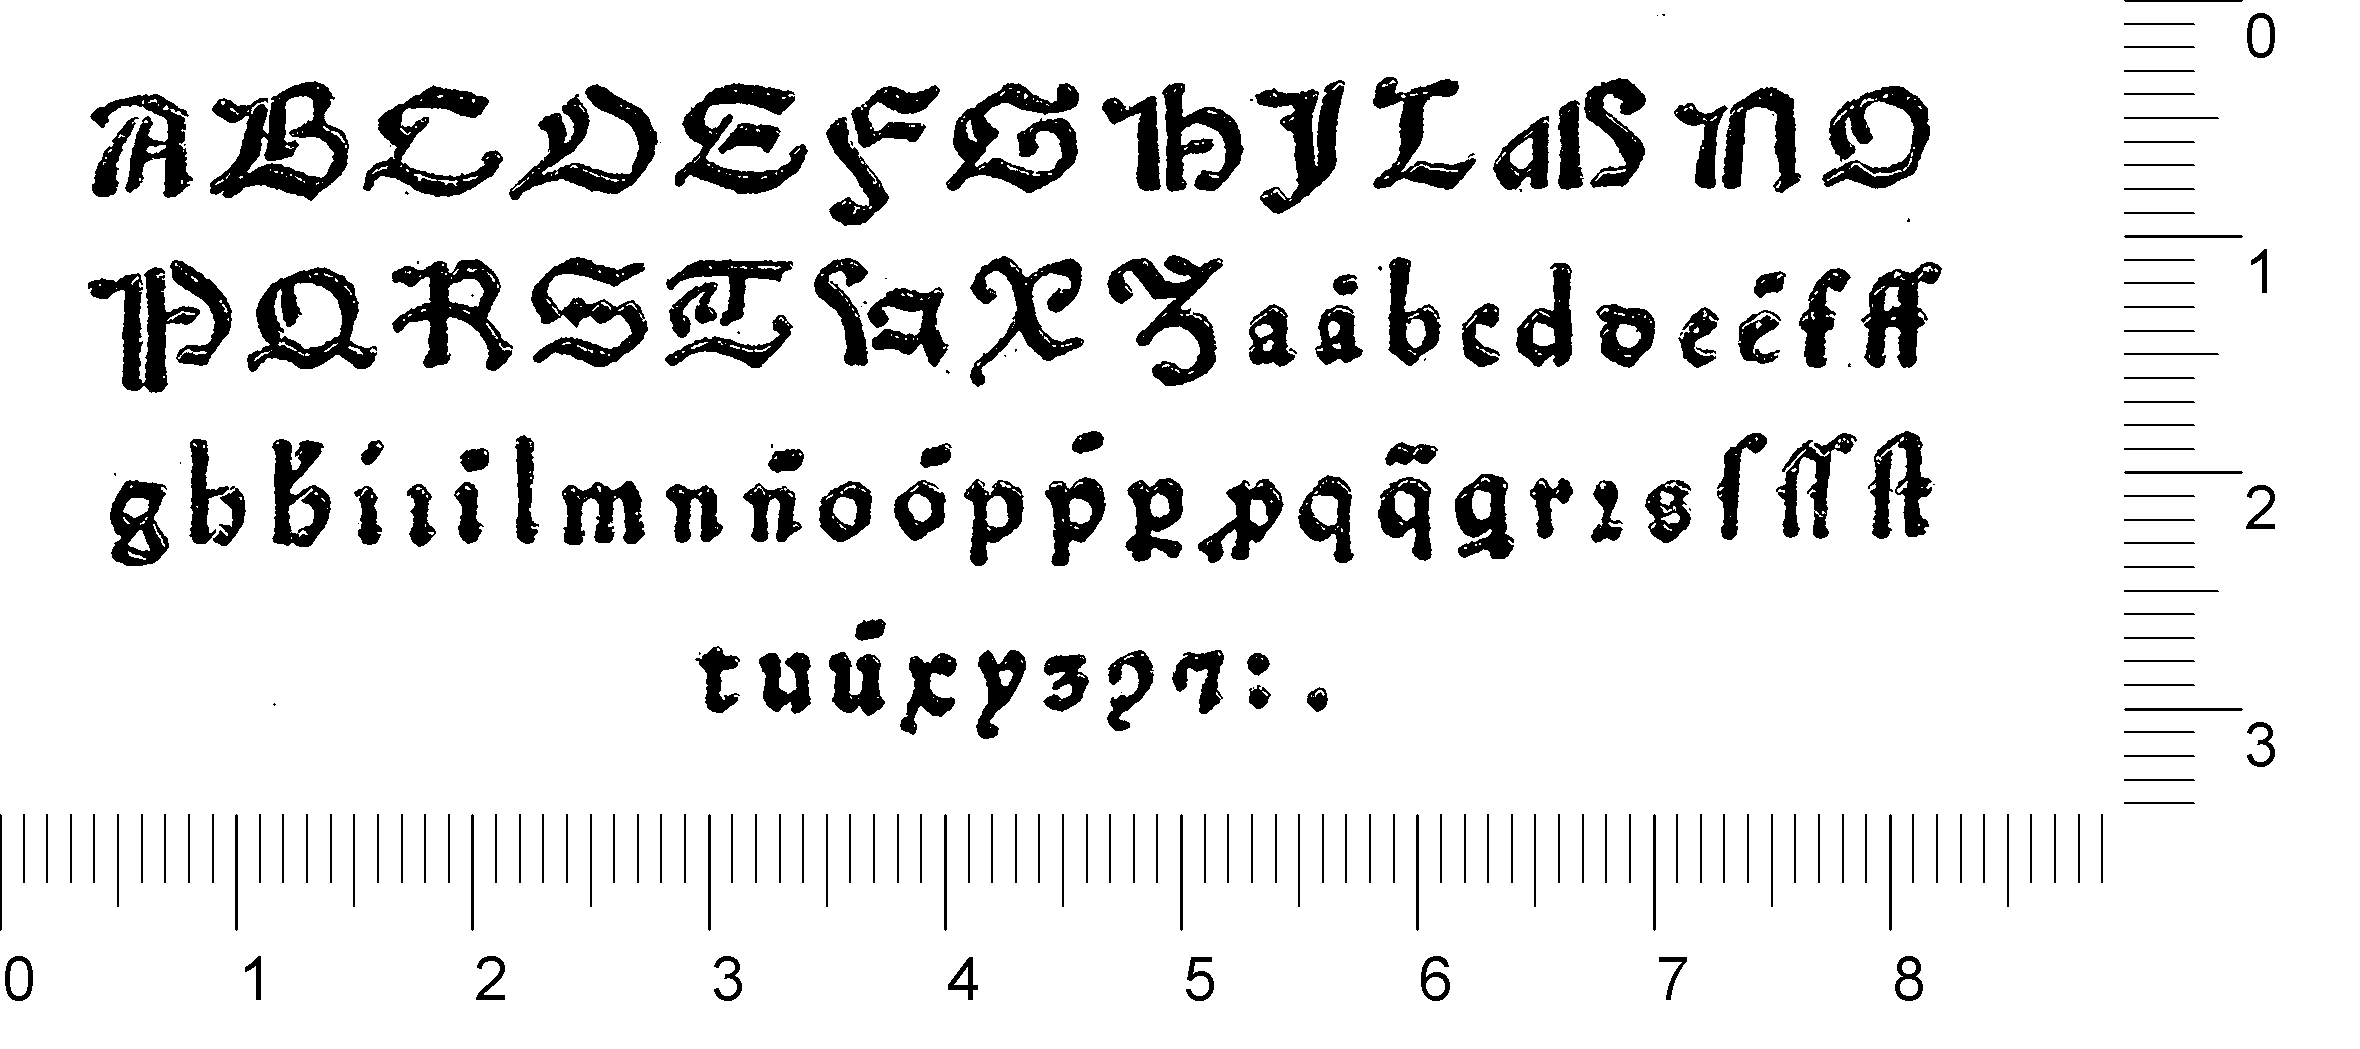 A B C D E F G H J L M N O
P Q R S T V X Z a ā b c d d e ē f ff
g h k̄ í ı ī l m n n̄ o ō p p̄ ꝑ ꝓ q q̄ ꝗ r ꝛ s ſ ſſ ſt
t u ū x y z ꝯ ⁊ : .
0
1
2
3
0 1 2 3 4 5 6 7 8